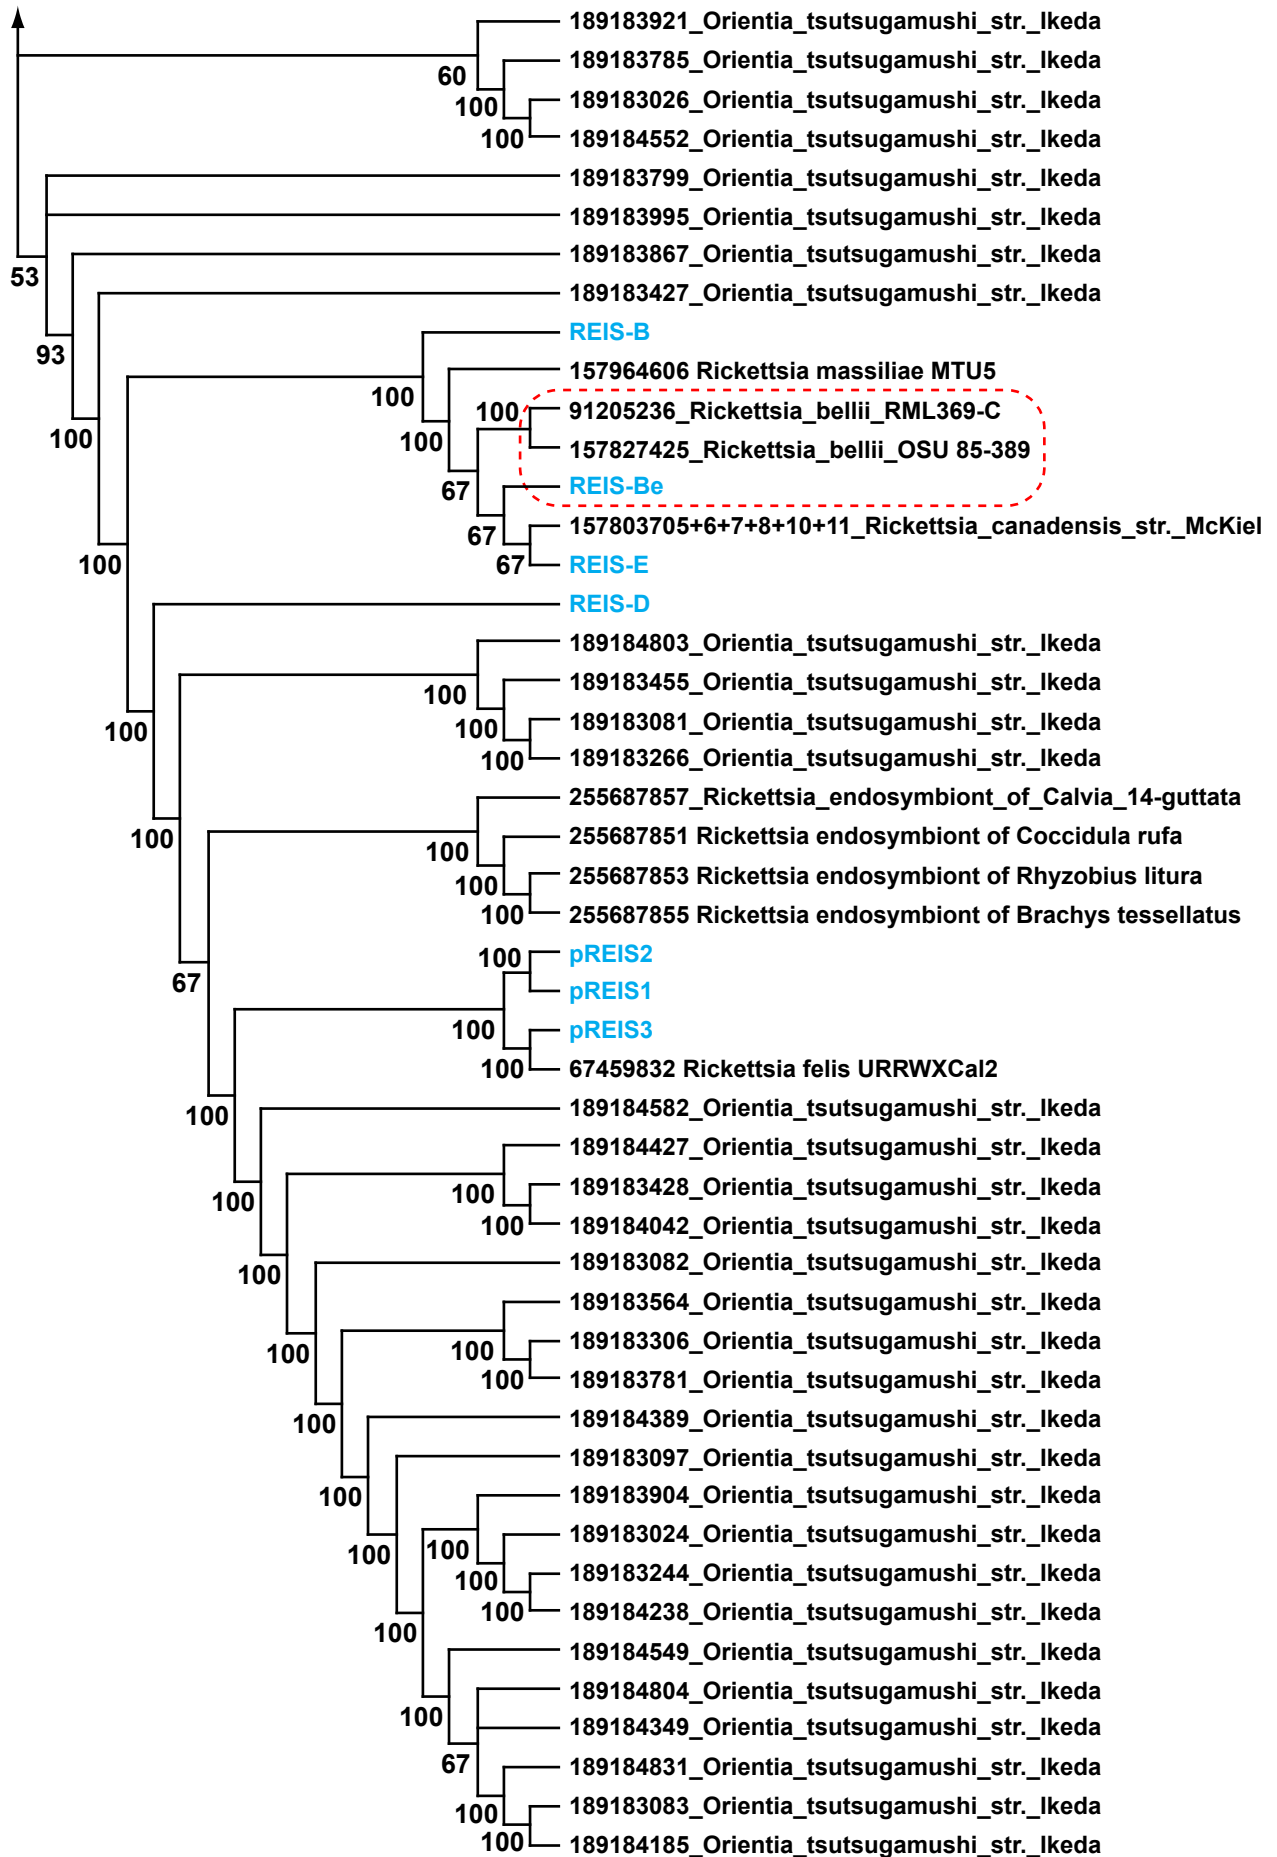 189183921_Orientia_tsutsugamushi_str._Ikeda
189183785_Orientia_tsutsugamushi_str._Ikeda
60
189183026_Orientia_tsutsugamushi_str._Ikeda
100
189184552_Orientia_tsutsugamushi_str._Ikeda
100
189183799_Orientia_tsutsugamushi_str._Ikeda
189183995_Orientia_tsutsugamushi_str._Ikeda
189183867_Orientia_tsutsugamushi_str._Ikeda
53
189183427_Orientia_tsutsugamushi_str._Ikeda
REIS-B
93
157964606 Rickettsia massiliae MTU5
100
100 91205236_Rickettsia_bellii_RML369-C
100
100
157827425_Rickettsia_bellii_OSU 85-389
REIS-Be
67
157803705+6+7+8+10+11_Rickettsia_canadensis_str._McKiel
67
100
67 REIS-E
REIS-D
189184803_Orientia_tsutsugamushi_str._Ikeda
189183455_Orientia_tsutsugamushi_str._Ikeda
100
189183081_Orientia_tsutsugamushi_str._Ikeda
100
100
189183266_Orientia_tsutsugamushi_str._Ikeda
100
255687857_Rickettsia_endosymbiont_of_Calvia_14-guttata
255687851 Rickettsia endosymbiont of Coccidula rufa
100
100
255687853 Rickettsia endosymbiont of Rhyzobius litura
100
255687855 Rickettsia endosymbiont of Brachys tessellatus
100
100 pREIS2
67
pREIS1
pREIS3
100
67459832 Rickettsia felis URRWXCal2
100
189184582_Orientia_tsutsugamushi_str._Ikeda
100
189184427_Orientia_tsutsugamushi_str._Ikeda
189183428_Orientia_tsutsugamushi_str._Ikeda
100
100
189184042_Orientia_tsutsugamushi_str._Ikeda
100
189183082_Orientia_tsutsugamushi_str._Ikeda
100
189183564_Orientia_tsutsugamushi_str._Ikeda
189183306_Orientia_tsutsugamushi_str._Ikeda
100
100
189183781_Orientia_tsutsugamushi_str._Ikeda
100
189184389_Orientia_tsutsugamushi_str._Ikeda
100
189183097_Orientia_tsutsugamushi_str._Ikeda
189183904_Orientia_tsutsugamushi_str._Ikeda
100
189183024_Orientia_tsutsugamushi_str._Ikeda
100
100
189183244_Orientia_tsutsugamushi_str._Ikeda
100
189184238_Orientia_tsutsugamushi_str._Ikeda
100
100
189184549_Orientia_tsutsugamushi_str._Ikeda
189184804_Orientia_tsutsugamushi_str._Ikeda
100
189184349_Orientia_tsutsugamushi_str._Ikeda
67
189184831_Orientia_tsutsugamushi_str._Ikeda
189183083_Orientia_tsutsugamushi_str._Ikeda
100
100
189184185_Orientia_tsutsugamushi_str._Ikeda